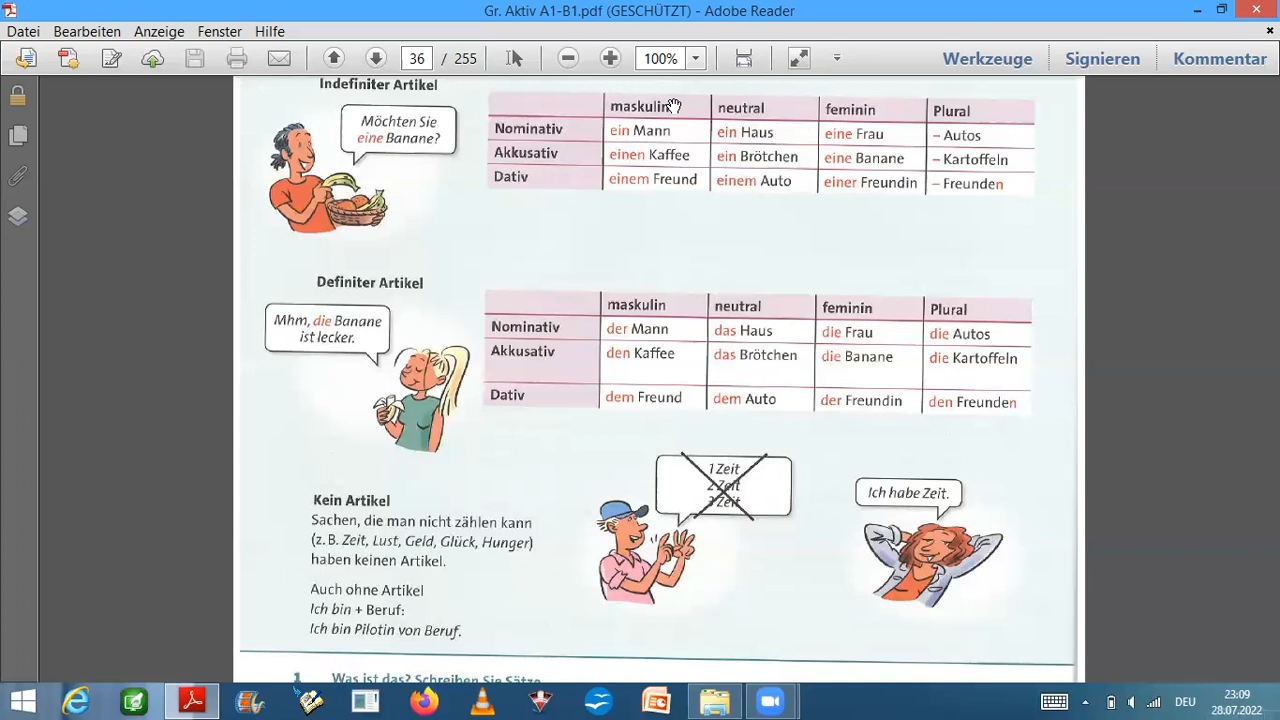 Gr. Aktiv A1-B1.pdf (GESCHÜTZT) - Adobe Reader
Datei Bearbeiten Anzeige Fenster Hilfe
36 / 255 100% Werkzeuge Signieren Kommentar
Indefiniter Artikel
Möchten Sie
eine Banane?
maskulin neutral feminin Plural
Nominativ ein Mann ein Haus eine Frau – Autos
Akkusativ einen Kaffee ein Brötchen eine Banane – Kartoffeln
Dativ einem Freund einem Auto einer Freundin – Freunden
Definiter Artikel
Mhm, die Banane
ist lecker.
maskulin neutral feminin Plural
Nominativ der Mann das Haus die Frau die Autos
Akkusativ den Kaffee das Brötchen die Banane die Kartoffeln
Dativ dem Freund dem Auto der Freundin den Freunden
Kein Artikel
Sachen, die man nicht zählen kann
(z. B. Zeit, Lust, Geld, Glück, Hunger)
haben keinen Artikel.
Auch ohne Artikel
Ich bin + Beruf:
Ich bin Pilotin von Beruf.
1 Zeit
2 Zeit
3 Zeit
Ich habe Zeit.
1 Was ist das? Schreiben Sie Sätze
DEU
23:09
28.07.2022